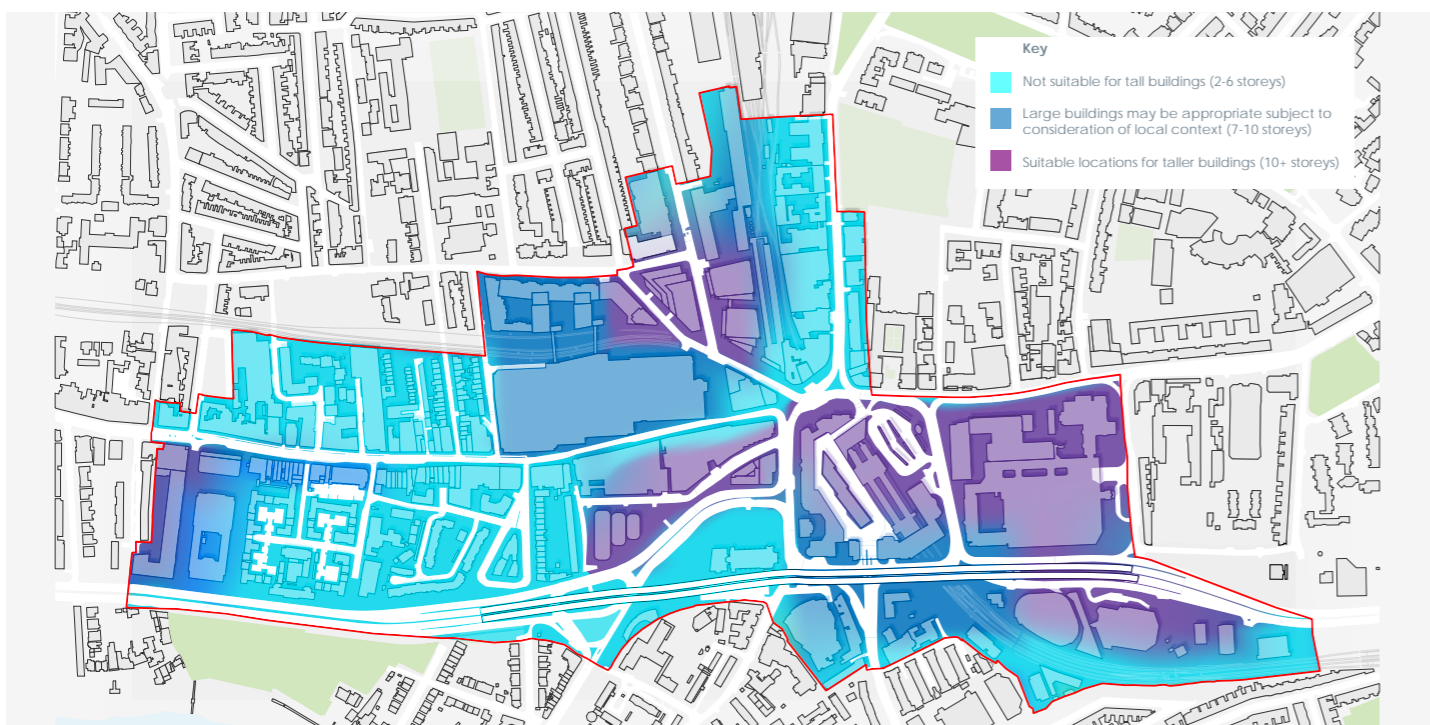 Key
Not suitable for tall buildings (2-6 storeys)
Large buildings may be appropriate subject to
consideration of local context (7-10 storeys)
Suitable locations for taller buildings (10+ storeys)